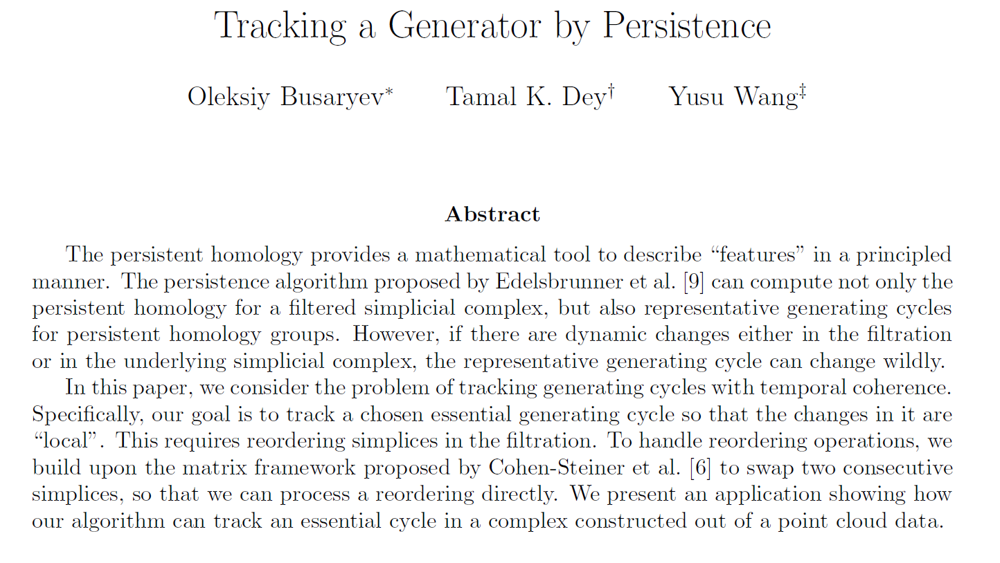 Tracking a Generator by Persistence
Oleksiy Busaryev* Tamal K. Dey† Yusu Wang‡
Abstract
The persistent homology provides a mathematical tool to describe “features” in a principled
manner. The persistence algorithm proposed by Edelsbrunner et al. [9] can compute not only the
persistent homology for a filtered simplicial complex, but also representative generating cycles
for persistent homology groups. However, if there are dynamic changes either in the filtration
or in the underlying simplicial complex, the representative generating cycle can change wildly.
In this paper, we consider the problem of tracking generating cycles with temporal coherence.
Specifically, our goal is to track a chosen essential generating cycle so that the changes in it are
“local”. This requires reordering simplices in the filtration. To handle reordering operations, we
build upon the matrix framework proposed by Cohen-Steiner et al. [6] to swap two consecutive
simplices, so that we can process a reordering directly. We present an application showing how
our algorithm can track an essential cycle in a complex constructed out of a point cloud data.